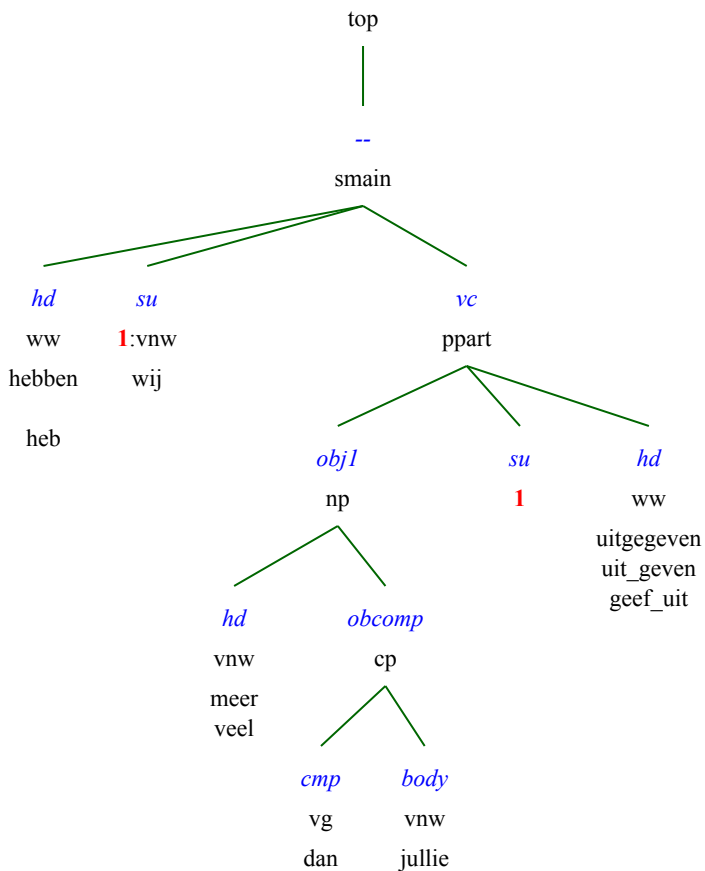 top
--
smain
hd su vc
ww 1:vnw ppart
hebben wij
heb
obj1 su hd
np 1 ww
uitgegeven
uit_geven
geef_uit
hd obcomp
vnw cp
meer
veel
cmp body
vg vnw
dan jullie